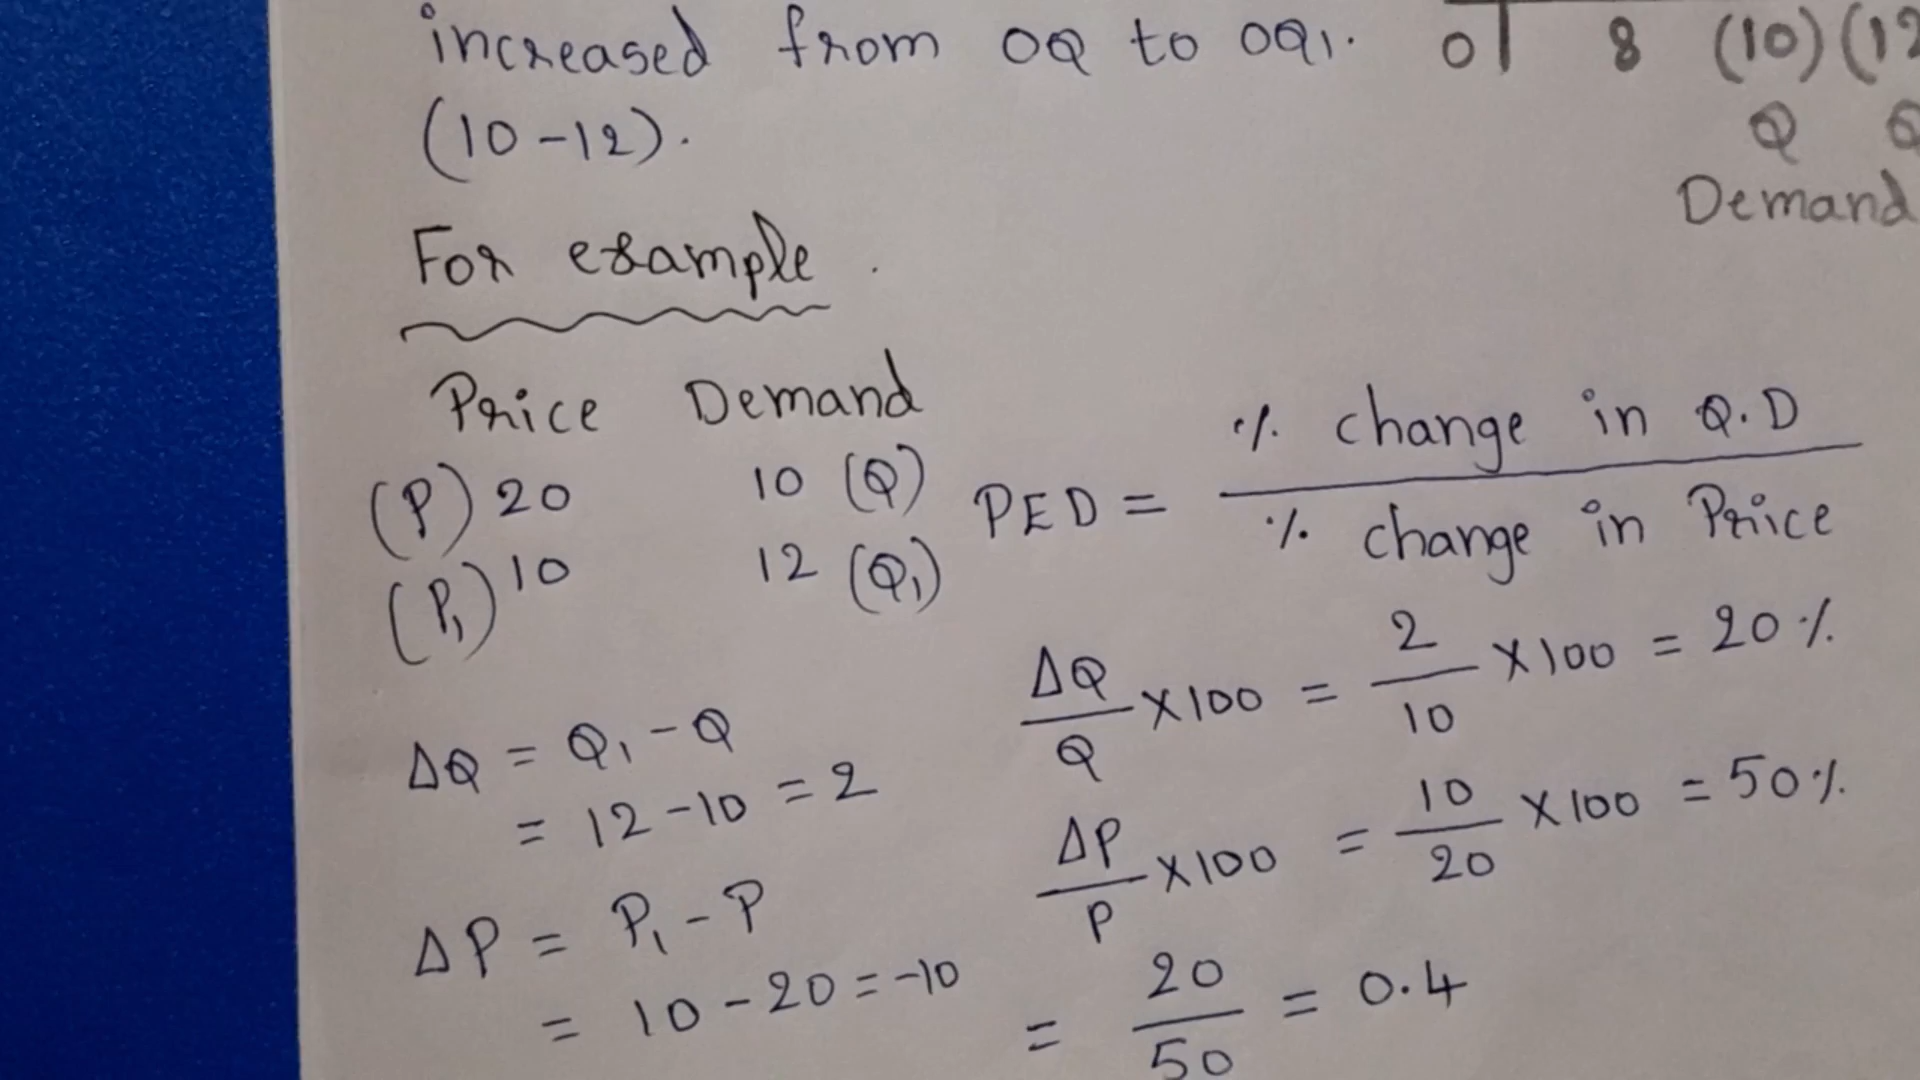 increased from OQ to OQ1.
(10-12).
0 8 (10) (12
Q Q
Demand
For example
Price Demand
(P) 20 10 (Q)
(P1) 10 12 (Q1)
PED = % change in Q.D / % change in Price
ΔQ = Q1 - Q
= 12 - 10 = 2
ΔP = P1 - P
= 10 - 20 = -10
ΔQ/Q X100 = 2/10 X100 = 20%
ΔP/P X100 = 10/20 X100 = 50%
= 20/50 = 0.4